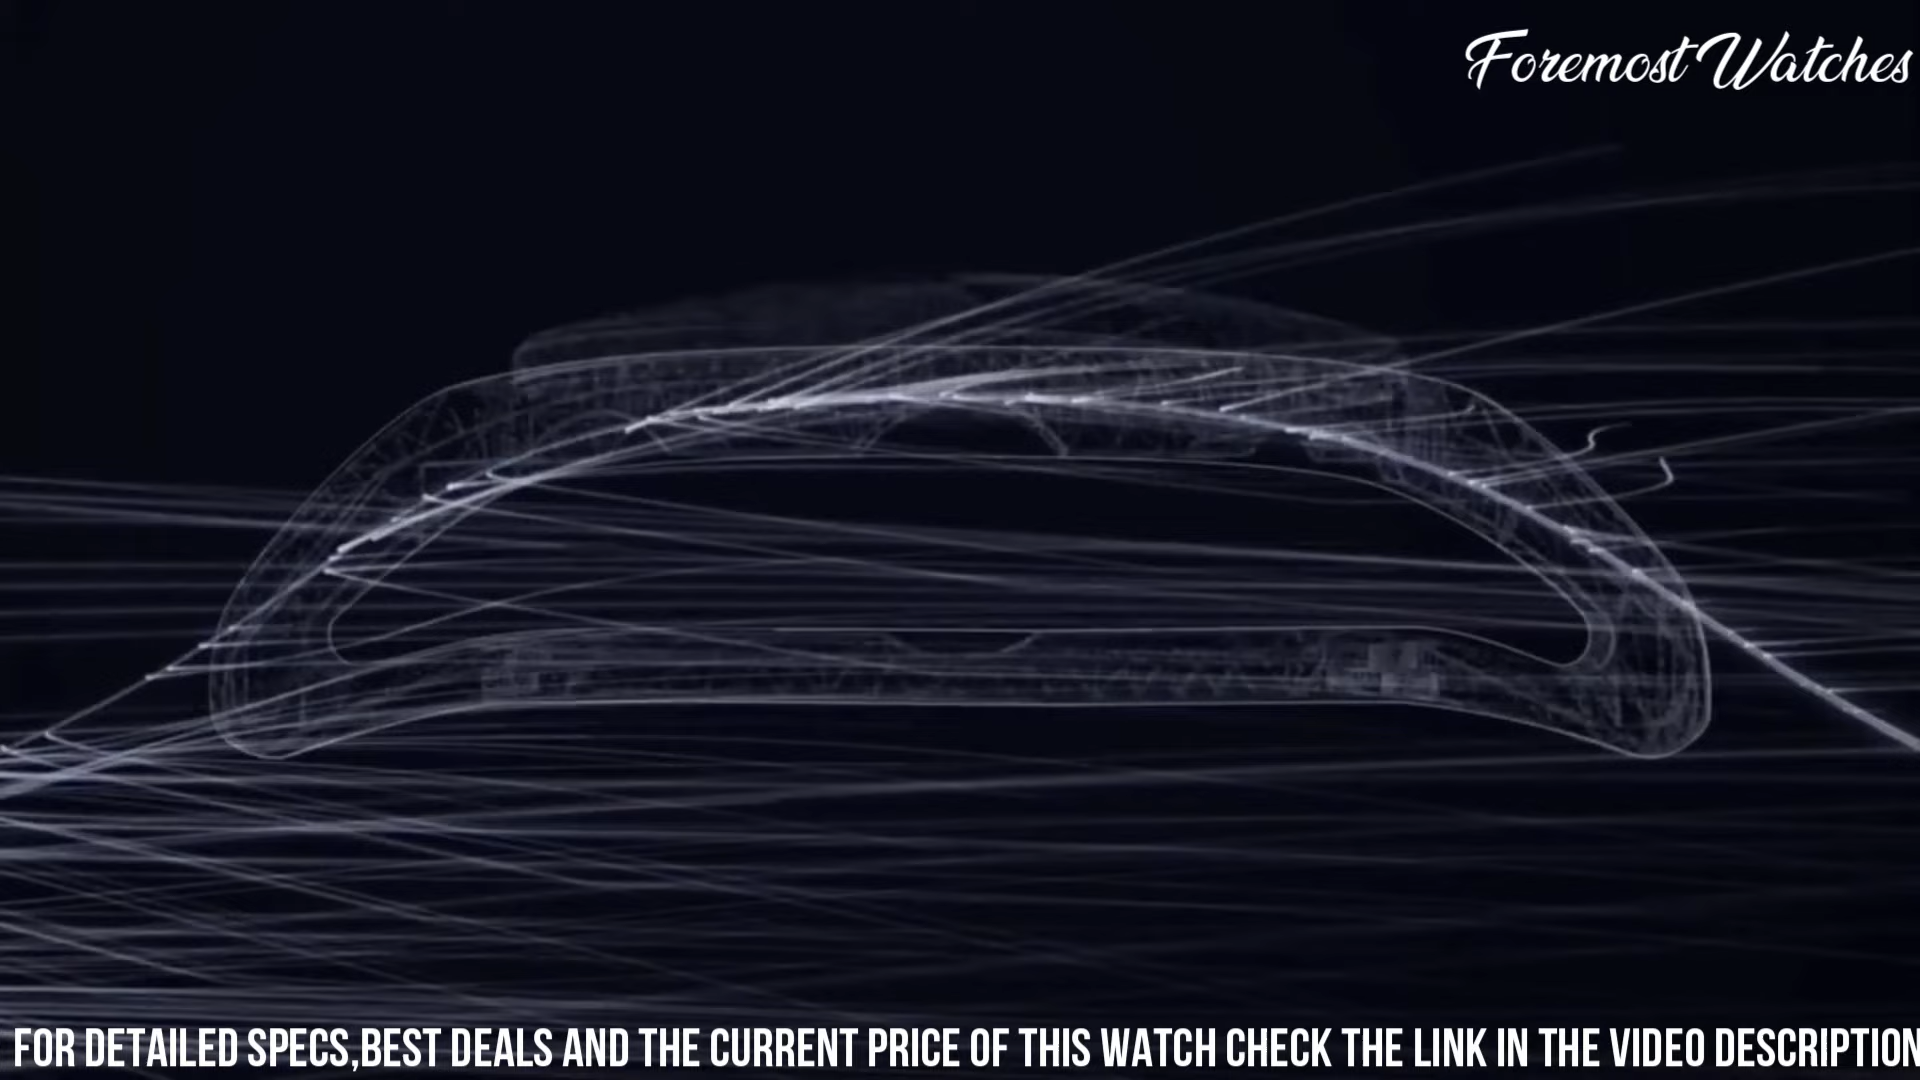 Foremost Watches
FOR DETAILED SPECS,BEST DEALS AND THE CURRENT PRICE OF THIS WATCH CHECK THE LINK IN THE VIDEO DESCRIPTION